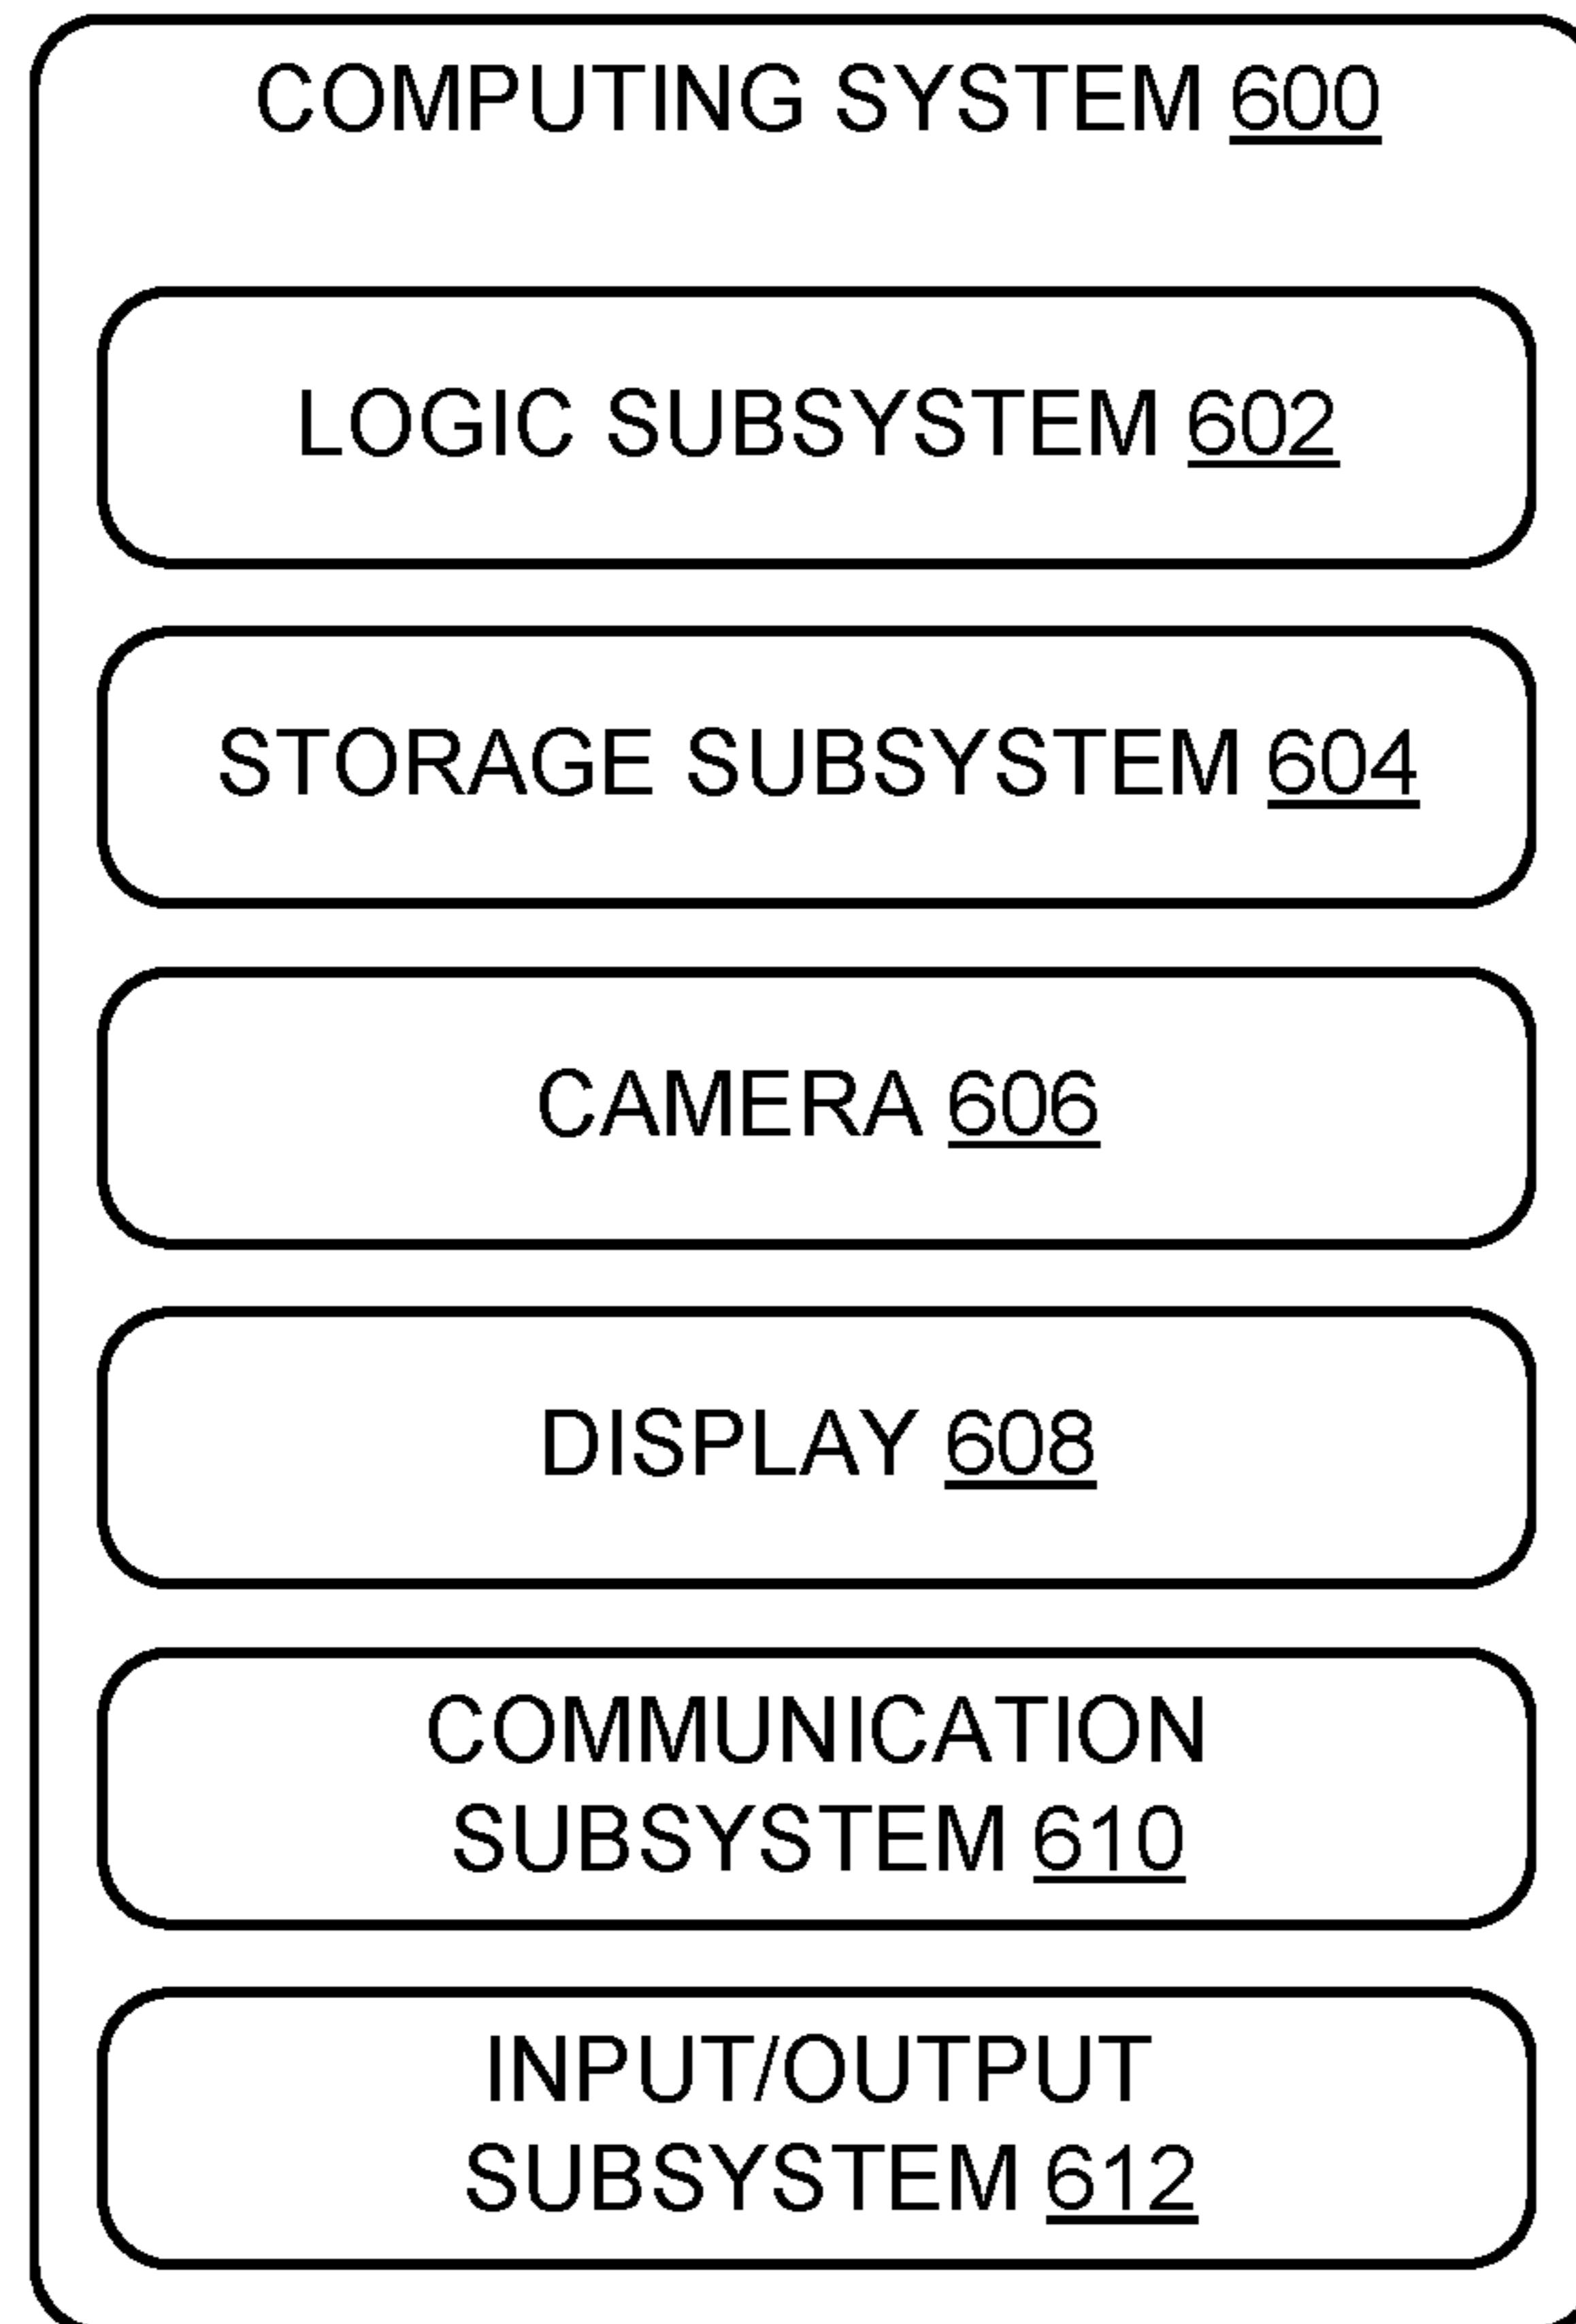 COMPUTING SYSTEM 600
LOGIC SUBSYSTEM 602
STORAGE SUBSYSTEM 604
CAMERA 606
DISPLAY 608
COMMUNICATION
SUBSYSTEM 610
INPUT/OUTPUT
SUBSYSTEM 612